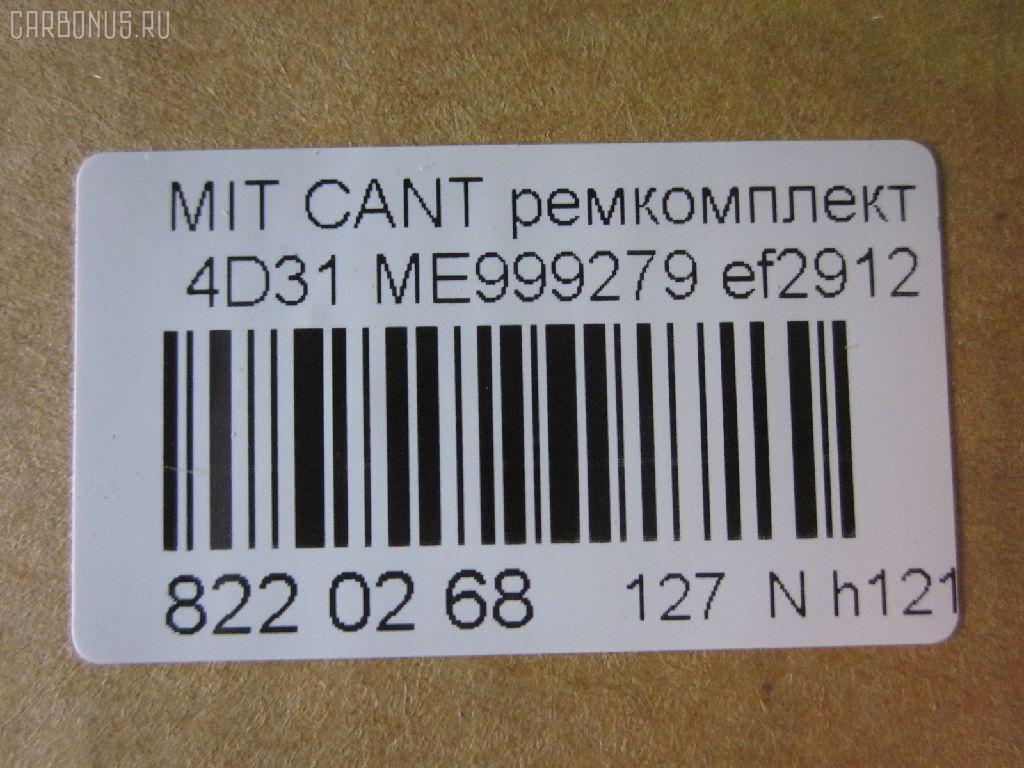 CARBONUS.RU
MIT CANT ремкомплект
4D31 ME999279 ef2912
822 02 68 127 N h121